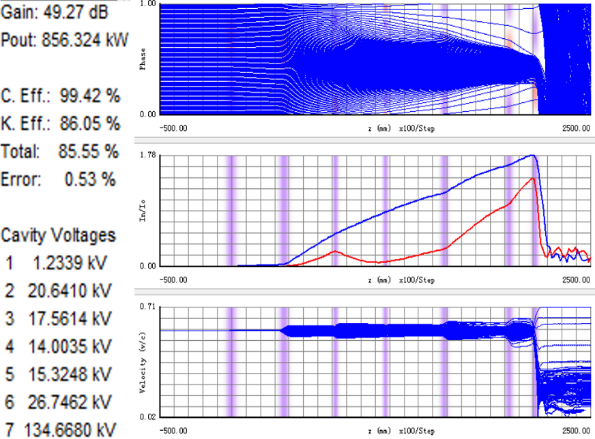 Gain: 49.27 dB
Pout: 856.324 kW
C. Eff.: 99.42 %
K. Eff.: 86.05 %
Total: 85.55 %
Error: 0.53 %
Cavity Voltages
1 1.2339 kV
2 20.6410 kV
3 17.5614 kV
4 14.0035 kV
5 15.3248 kV
6 26.7462 kV
7 134.6680 kV
1.00
Phase
0.00
-500.00 z (mm) x100/Step 2500.00
1.78
In/Io
0.00
-500.00 z (mm) x100/Step 2500.00
0.71
Velocity (v/c)
0.02
-500.00 z (mm) x100/Step 2500.00